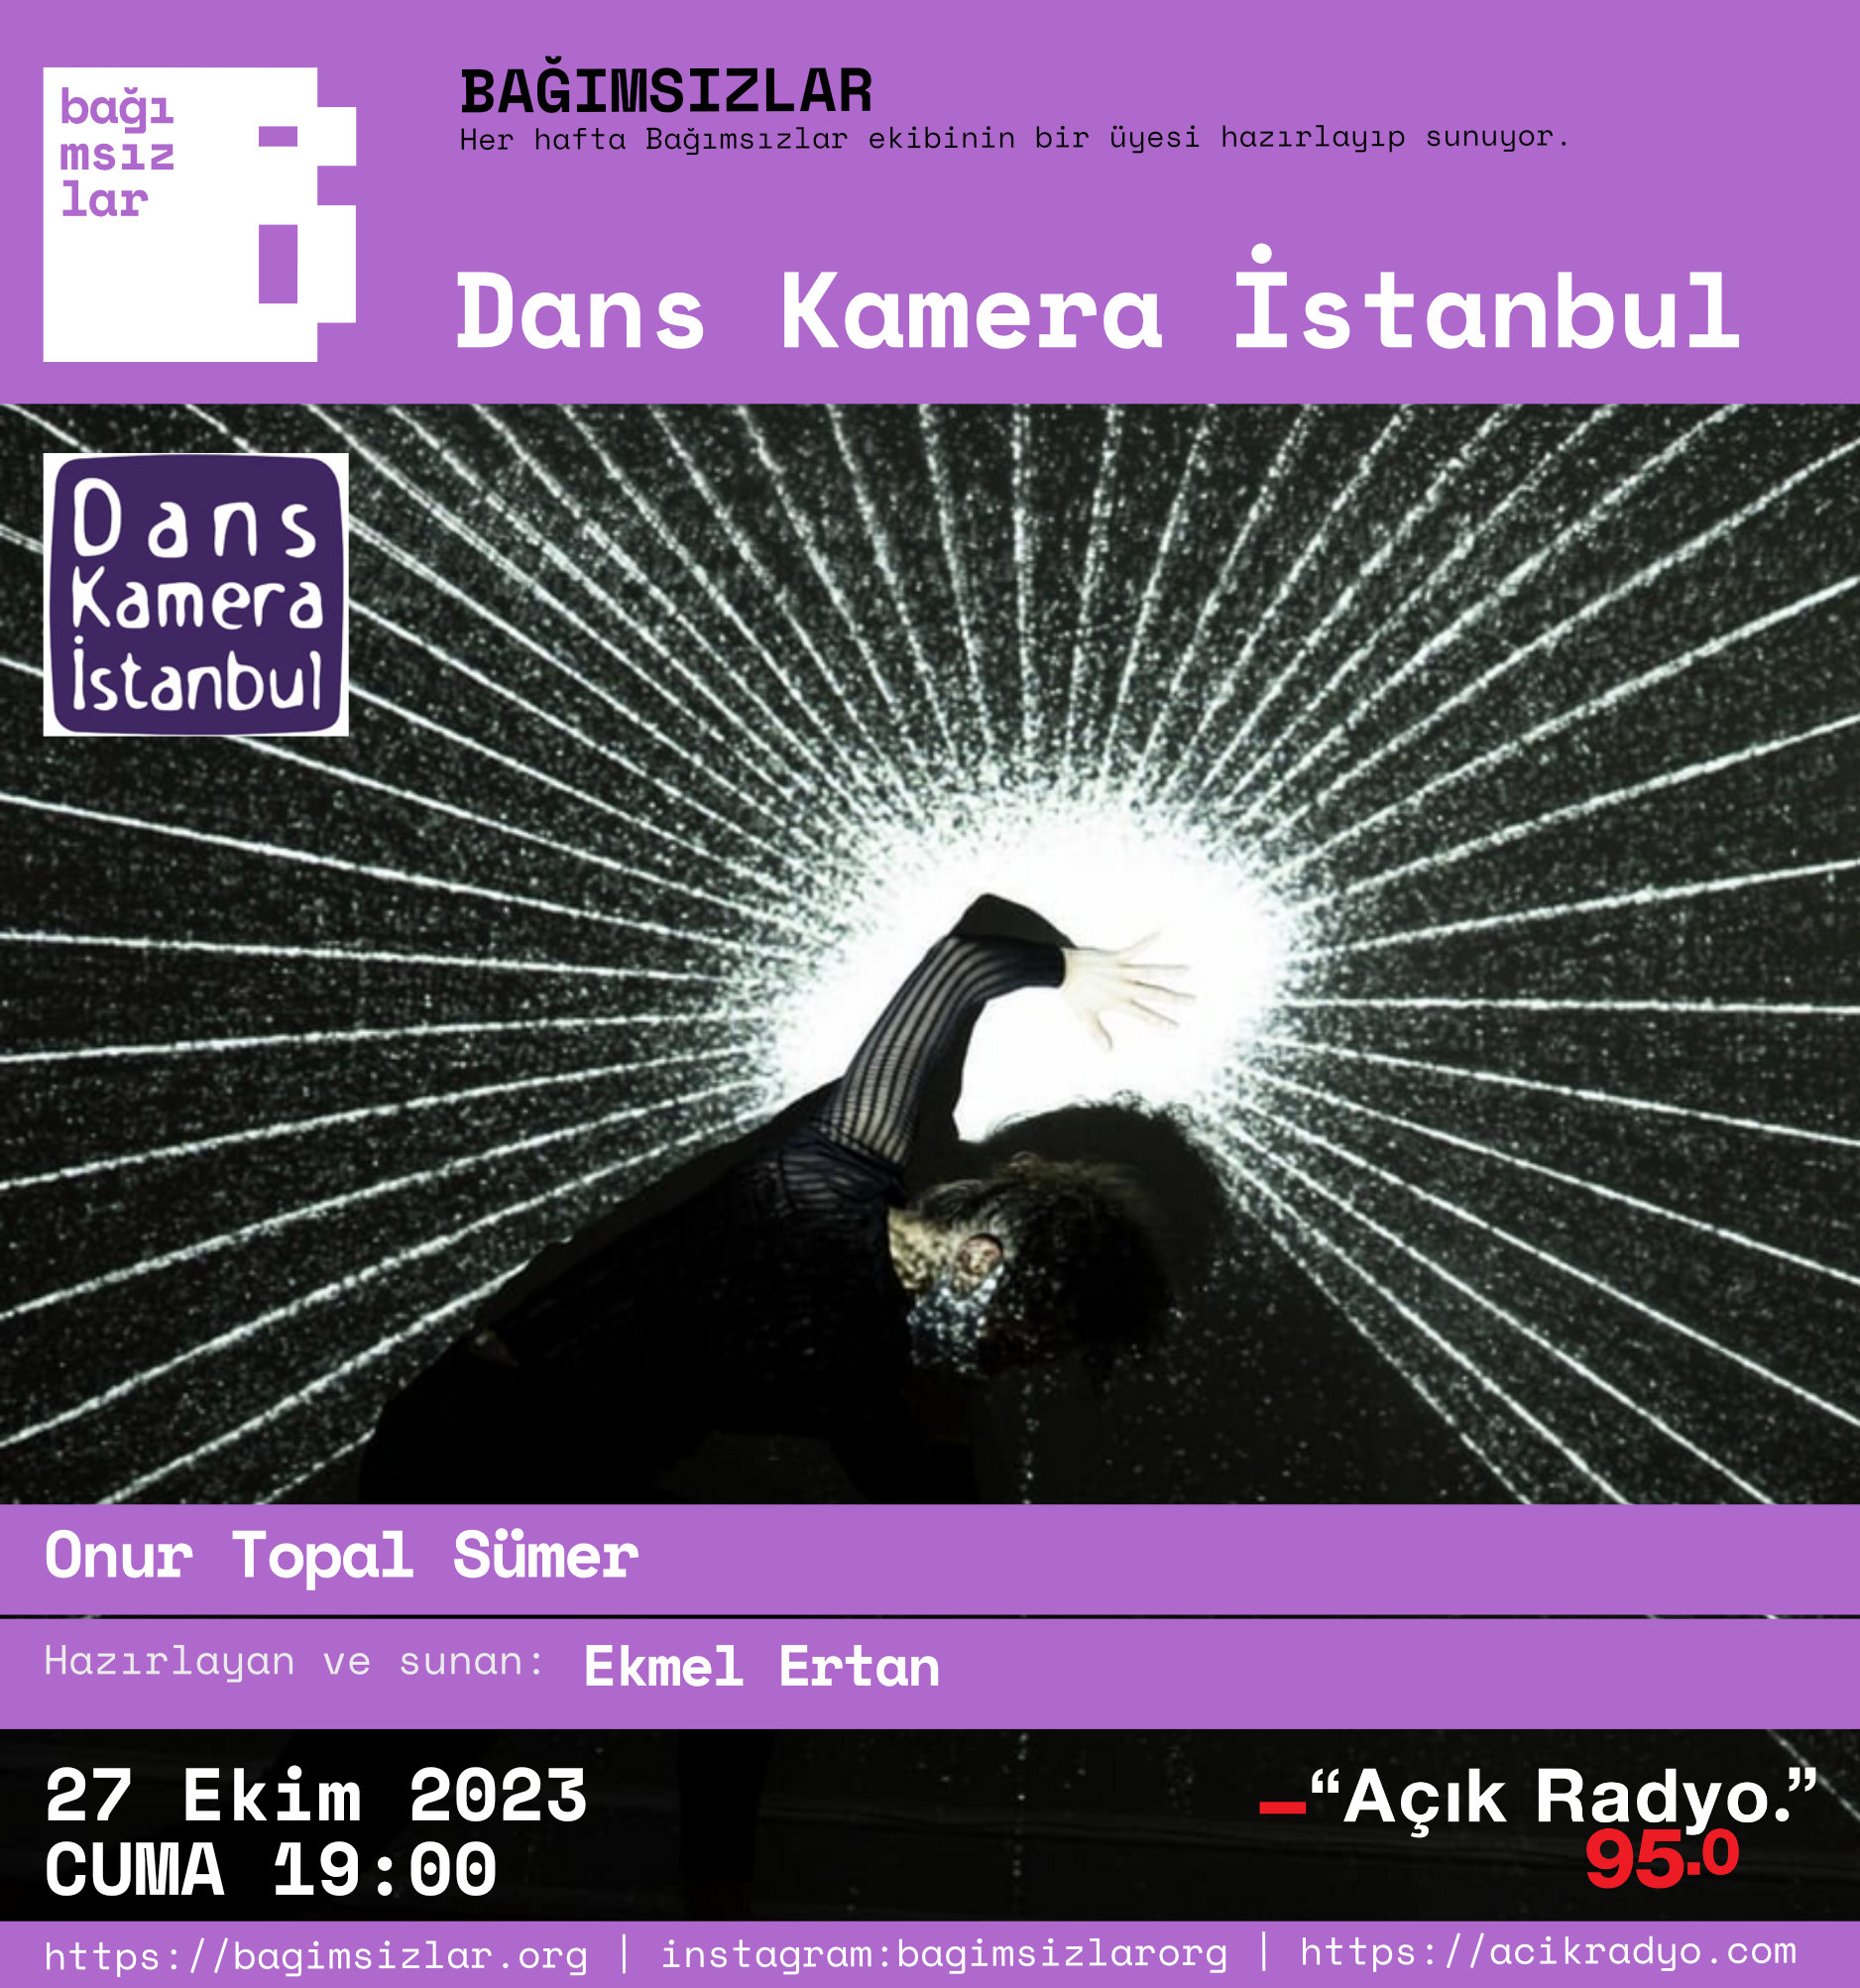 bağı
msız
lar
BAĞIMSIZLAR
Her hafta Bağımsızlar ekibinin bir üyesi hazırlayıp sunuyor.
Dans Kamera İstanbul
Dans
Kamera
İstanbul
Onur Topal Sümer
Hazırlayan ve sunan: Ekmel Ertan
27 Ekim 2023
CUMA 19:00
“Açık Radyo.”
95.0
https://bagimsizlar.org | instagram:bagimsizlarorg | https://acikradyo.com